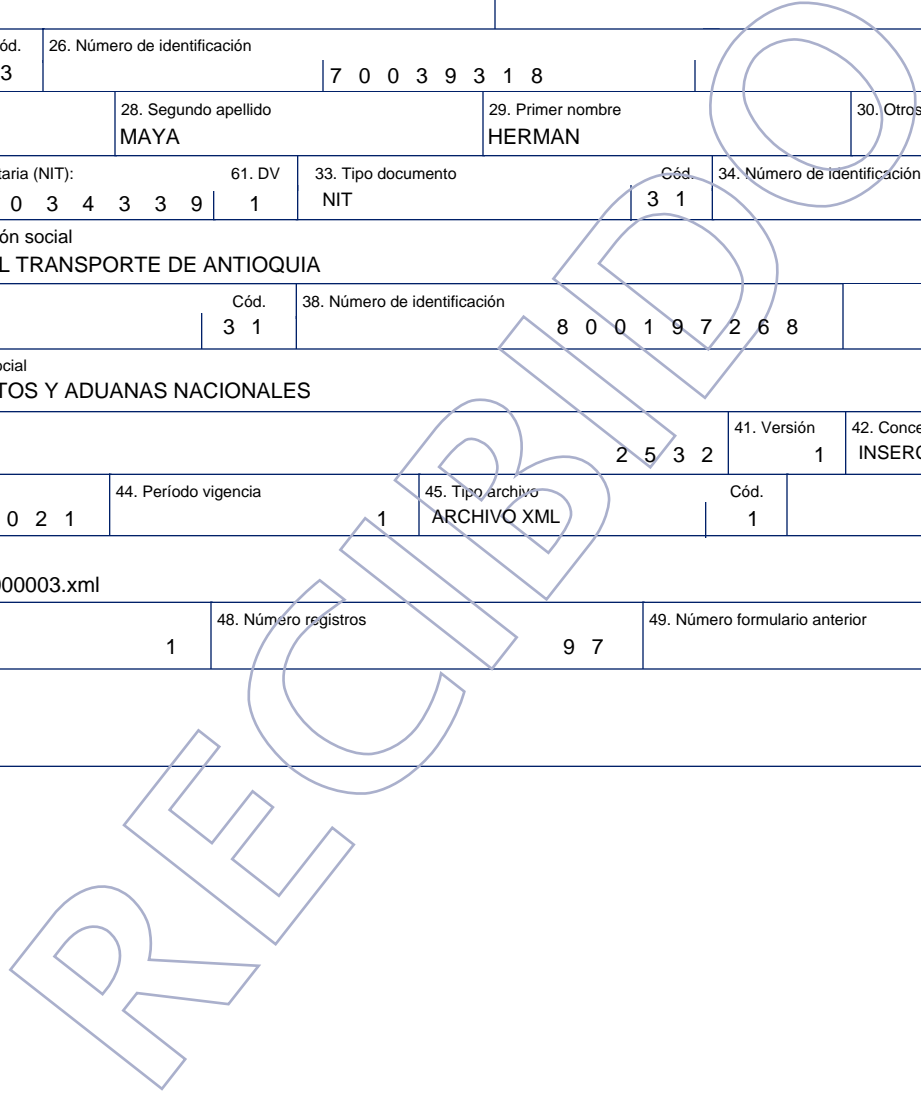 ód. 26. Número de identificación
3 7 0 0 3 9 3 1 8
28. Segundo apellido 29. Primer nombre 30. Otros
MAYA HERMAN
taria (NIT): 61. DV 33. Tipo documento Cód. 34. Número de identificación
0 3 4 3 3 9 1 NIT 3 1
ón social
L TRANSPORTE DE ANTIOQUIA
Cód. 38. Número de identificación
3 1 8 0 0 1 9 7 2 6 8
ocial
TOS Y ADUANAS NACIONALES
41. Versión 42. Conce
2 5 3 2 1 INSERC
44. Período vigencia 45. Tipo archivo Cód.
0 2 1 1 ARCHIVO XML 1
000003.xml
48. Número registros 49. Número formulario anterior
1 9 7
RECIBIDO